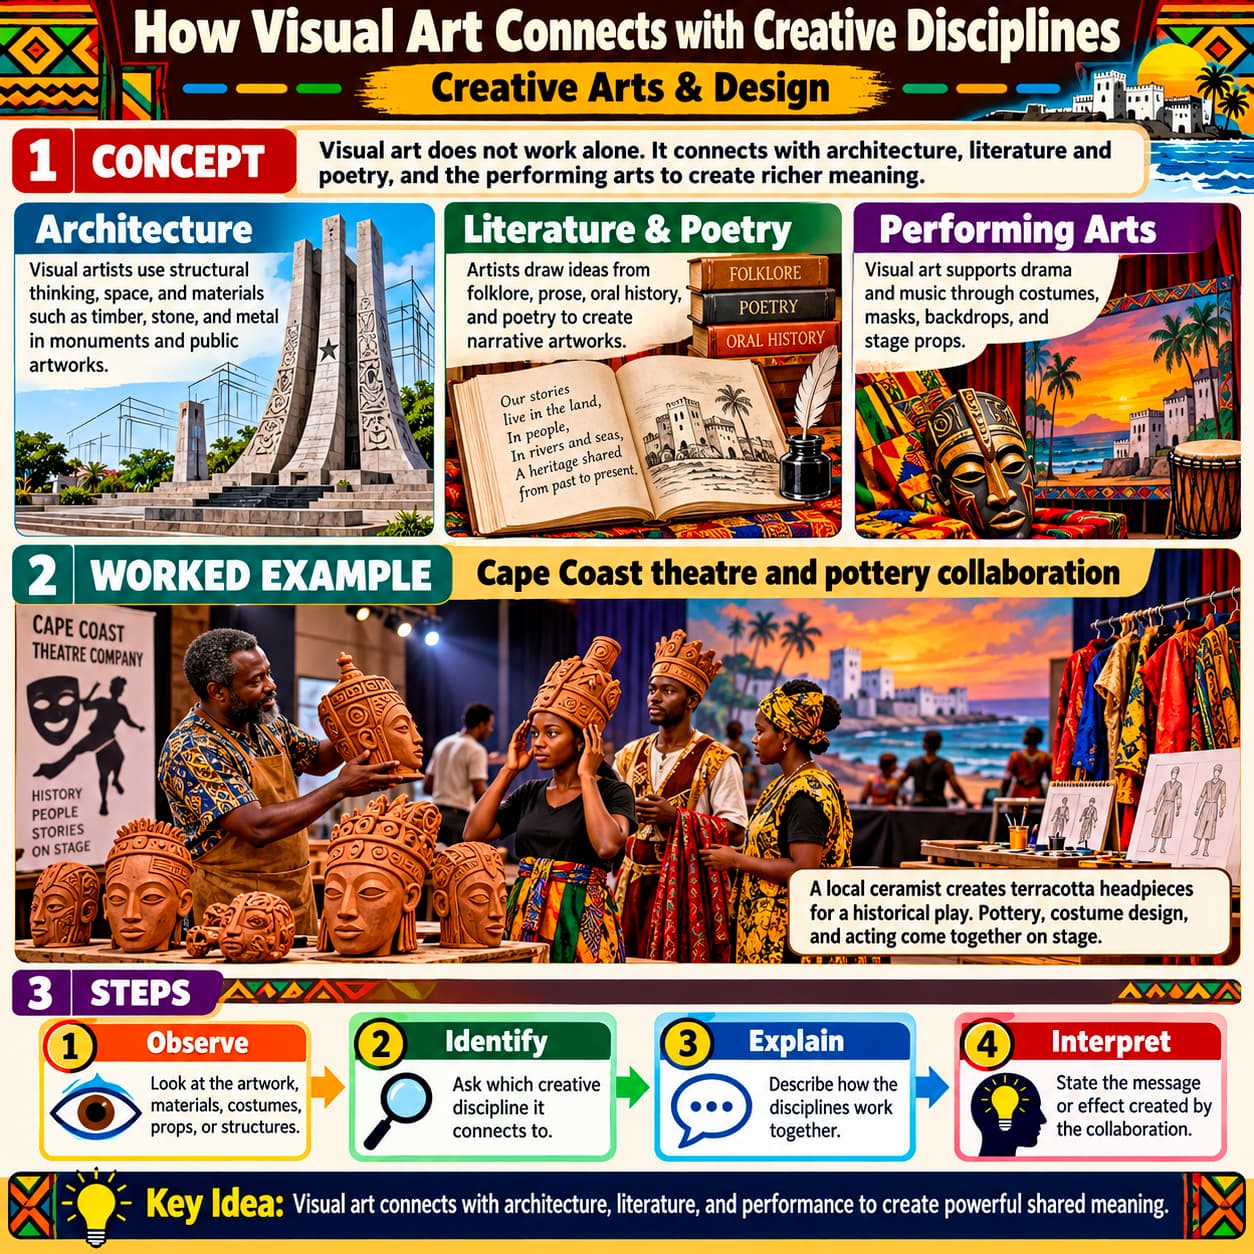 How Visual Art Connects with Creative Disciplines
Creative Arts & Design
1 CONCEPT
Visual art does not work alone. It connects with architecture, literature and
poetry, and the performing arts to create richer meaning.
Architecture
Visual artists use structural
thinking, space, and materials
such as timber, stone, and metal
in monuments and public
artworks.
Literature & Poetry
Artists draw ideas from
folklore, prose, oral history,
and poetry to create
narrative artworks.
FOLKLORE
POETRY
ORAL HISTORY
Our stories
live in the land,
In people,
In rivers and seas,
A heritage shared
from past to present.
Performing Arts
Visual art supports drama
and music through costumes,
masks, backdrops, and
stage props.
2 WORKED EXAMPLE
Cape Coast theatre and pottery collaboration
CAPE COAST
THEATRE COMPANY
HISTORY
PEOPLE
STORIES
ON STAGE
A local ceramist creates terracotta headpieces
for a historical play. Pottery, costume design,
and acting come together on stage.
3 STEPS
1 Observe
Look at the artwork,
materials, costumes,
props, or structures.
2 Identify
Ask which creative
discipline it
connects to.
3 Explain
Describe how the
disciplines work
together.
4 Interpret
State the message
or effect created by
the collaboration.
Key Idea: Visual art connects with architecture, literature, and performance to create powerful shared meaning.